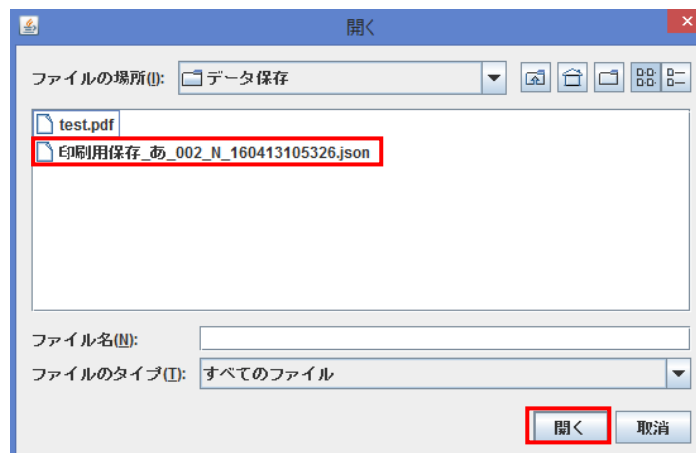 開く
ファイルの場所(I): データ保存
test.pdf
印刷用保存_あ_002_N_160413105326.json
ファイル名(N):
ファイルのタイプ(T): すべてのファイル
開く 取消